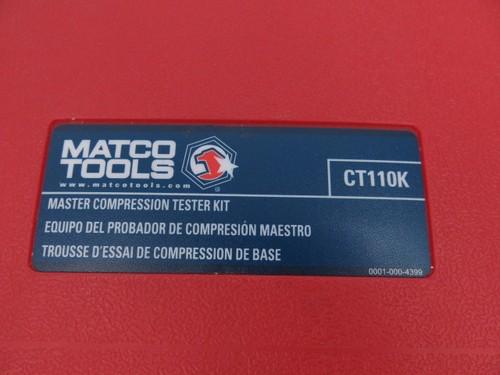 MATCO
TOOLS
www.matcotools.com
®
CT110K
MASTER COMPRESSION TESTER KIT
EQUIPO DEL PROBADOR DE COMPRESIÓN MAESTRO
TROUSSE D'ESSAI DE COMPRESSION DE BASE
0001-000-4399